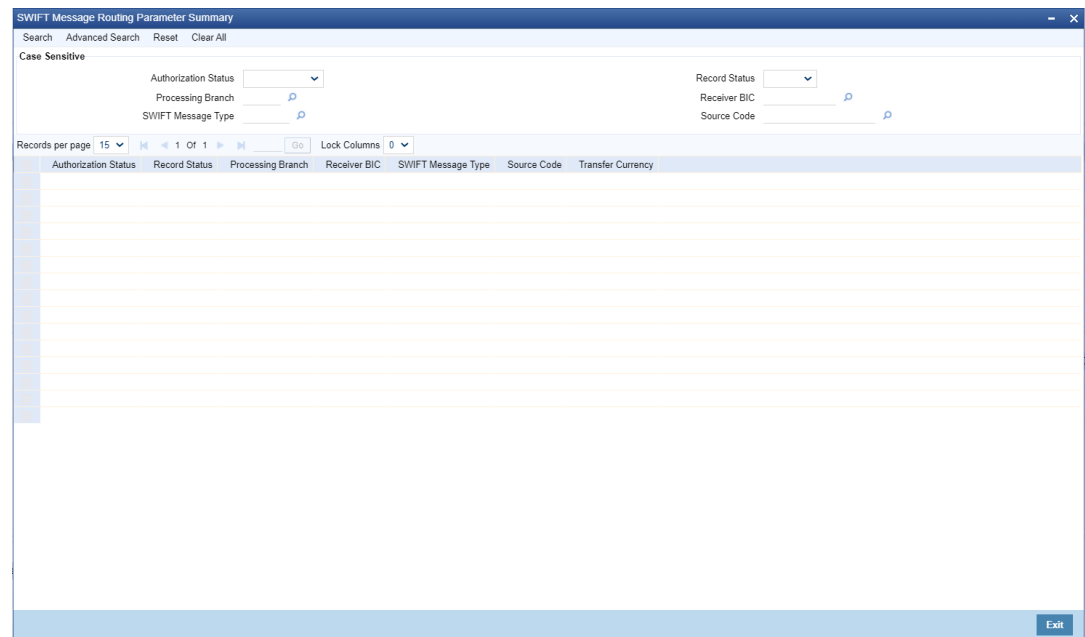 SWIFT Message Routing Parameter Summary
Search Advanced Search Reset Clear All
Case Sensitive
Authorization Status Record Status
Processing Branch Receiver BIC
SWIFT Message Type Source Code
Records per page 15 1 Of 1 Go Lock Columns 0
Authorization Status Record Status Processing Branch Receiver BIC SWIFT Message Type Source Code Transfer Currency
Exit